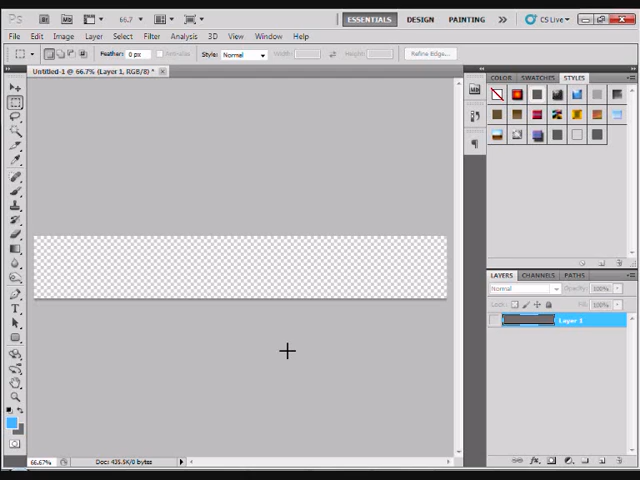 Ps Br Mb 66.7 ESSENTIALS DESIGN PAINTING >> CS Live
File Edit Image Layer Select Filter Analysis 3D View Window Help
Feather: 0 px Anti-alias Style: Normal Width: Height: Refine Edge...
Untitled-1 @ 66.7% (Layer 1, RGB/8) *
COLOR SWATCHES STYLES
LAYERS CHANNELS PATHS
Normal Opacity: 100%
Lock: Fill: 100%
Layer 1
66.67% Doc: 435.5K/0 bytes